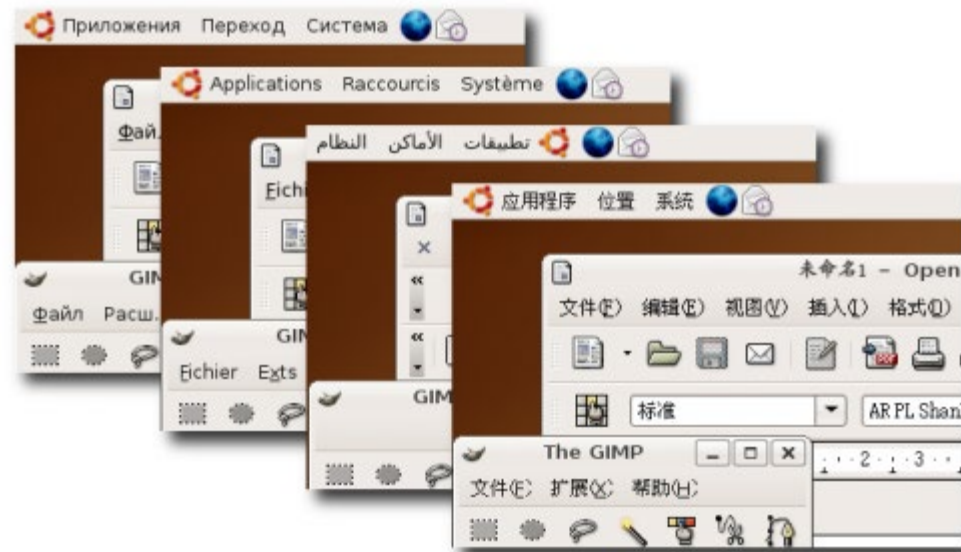 Приложения Переход Система
Фай
GIM
Файл Расш.
Applications Raccourcis Système
Fichi
GIM
Fichier Exts
تطبيقات الأماكن النظام
GIM
应用程序 位置 系統
未命名1 - Open
文件(F) 编辑(E) 视图(V) 插入(I) 格式(O)
标准 AR PL Shan
2 3
The GIMP
文件(F) 扩展(X) 帮助(H)